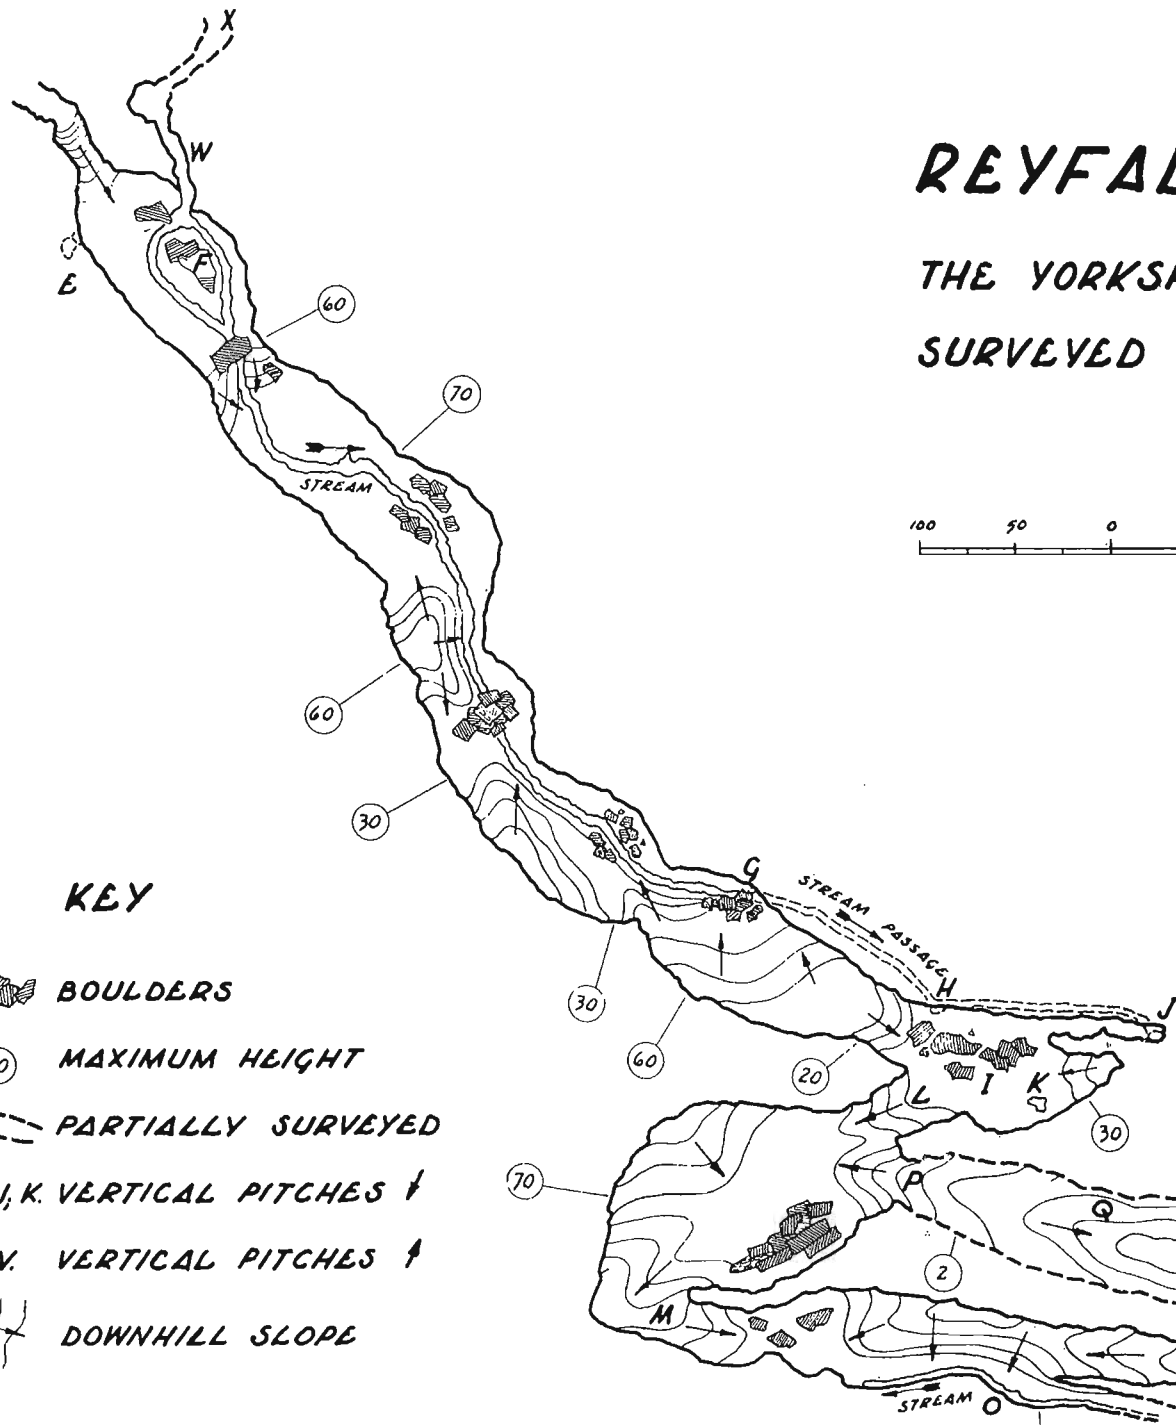 X
W
REYFAL
THE YORKSH
SURVEYED
E
F
60
70
STREAM
100 50 0
60
30
KEY
G
STREAM PASSAGE
H
J
BOULDERS
30
MAXIMUM HEIGHT
60
20
I
K
L
30
PARTIALLY SURVEYED
J, K. VERTICAL PITCHES
70
P
Q
V. VERTICAL PITCHES
2
M
DOWNHILL SLOPE
STREAM
O